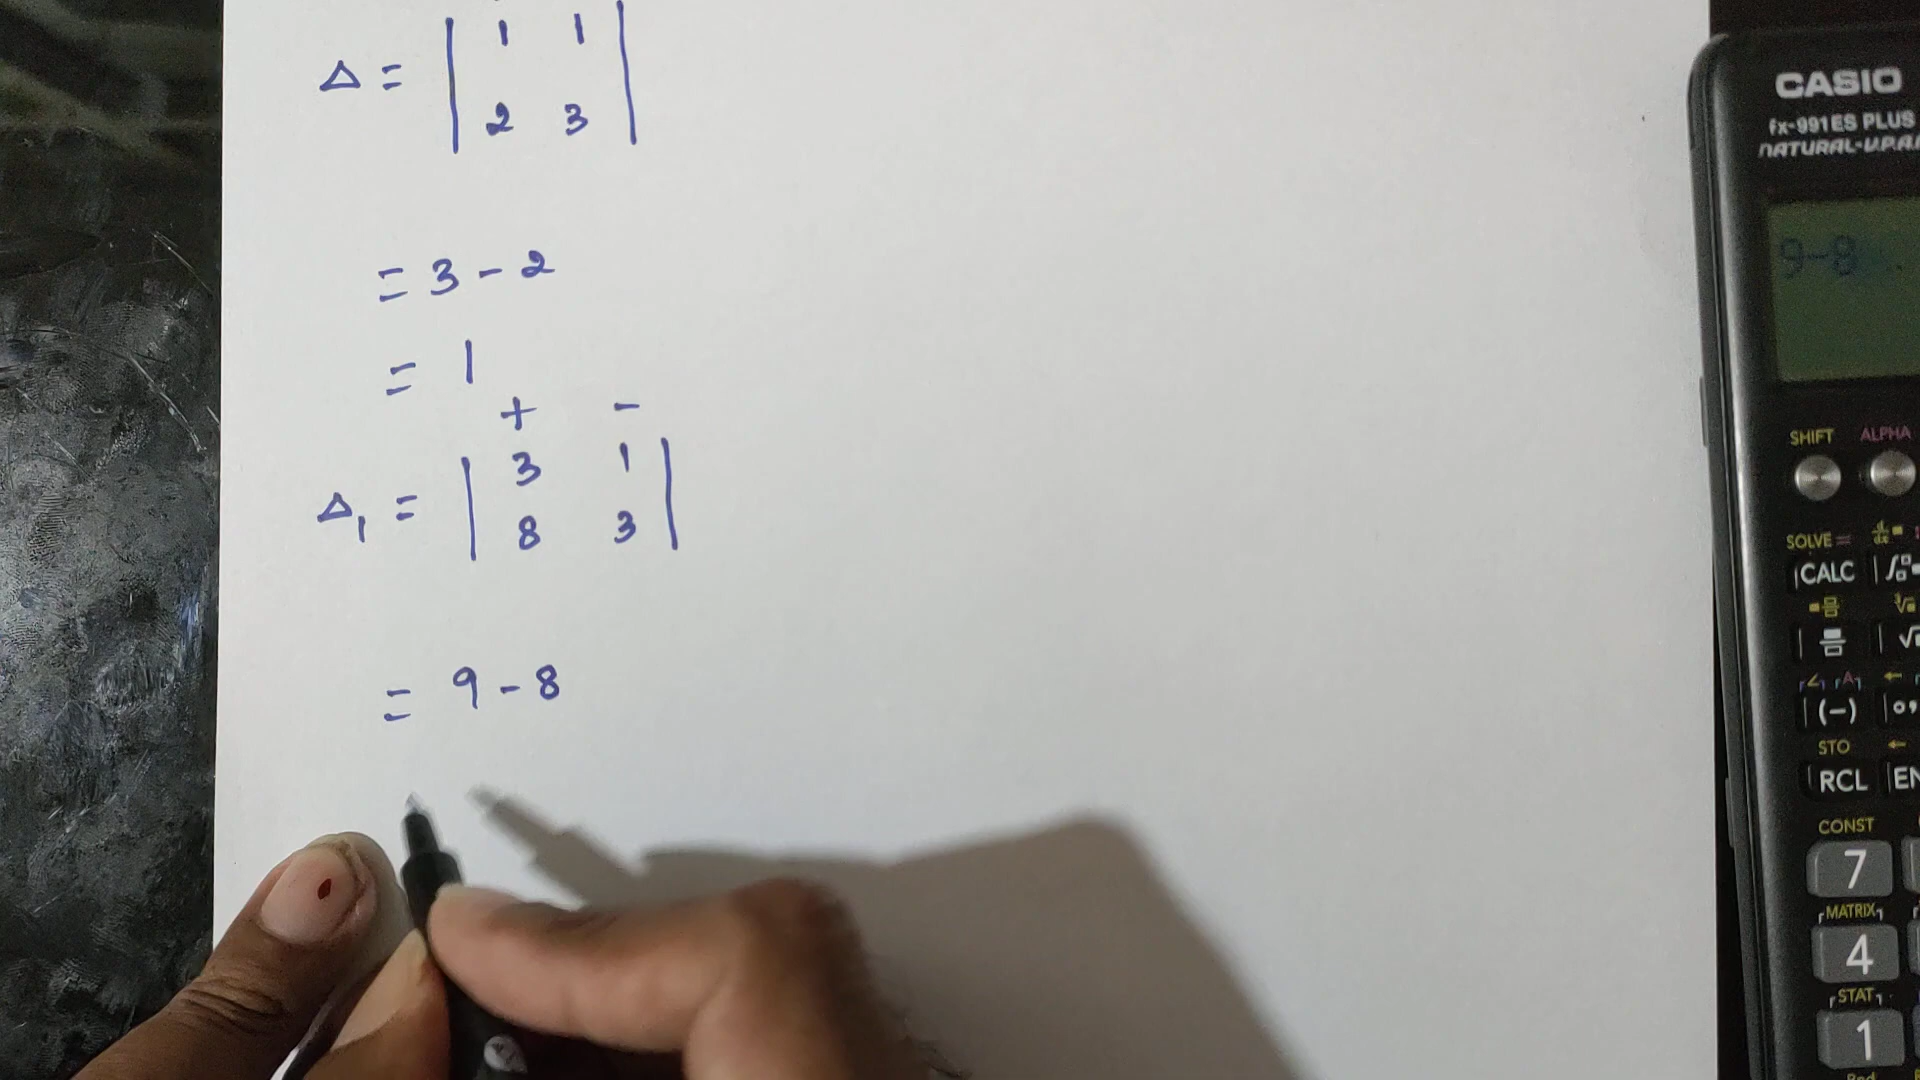 Δ = | 1 1 |
| 2 3 |
= 3 - 2
= 1
+ -
Δ₁ = | 3 1 |
| 8 3 |
= 9 - 8
CASIO
fx-991ES PLUS
NATURAL-V.P.A.
9-8
SHIFT ALPHA
SOLVE =
CALC
(-)
STO
RCL
CONST
7
MATRIX
4
STAT
1